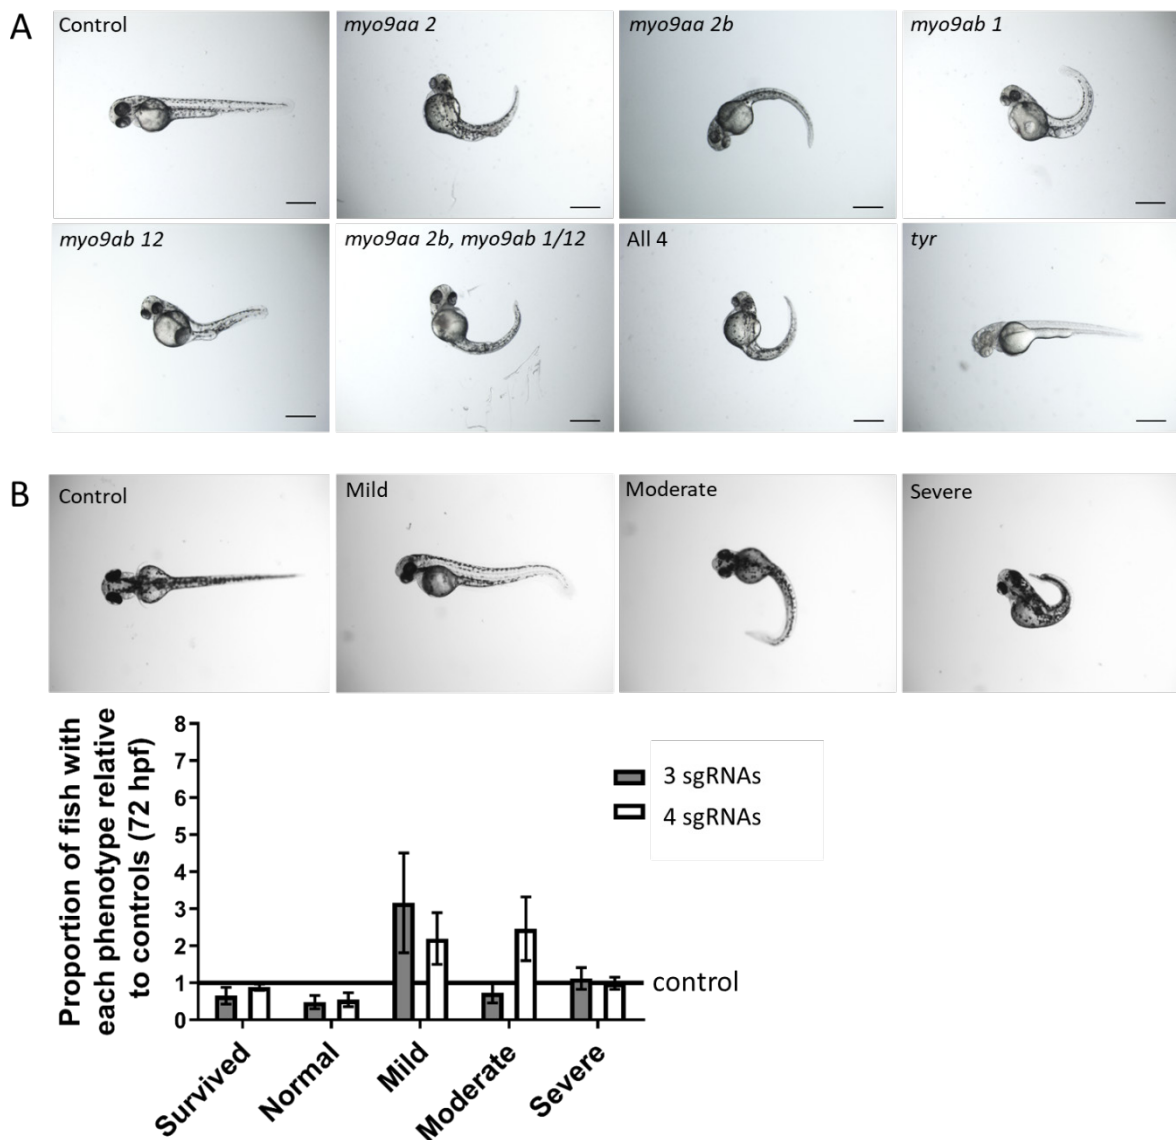 A
Control
myo9aa 2
myo9aa 2b
myo9ab 1
myo9ab 12
myo9aa 2b, myo9ab 1/12
All 4
tyr
B
Control
Mild
Moderate
Severe
Proportion of fish with
each phenotype relative
to controls (72 hpf)
8
7
6
5
4
3
2
1
0
3 sgRNAs
4 sgRNAs
control
Survived
Normal
Mild
Moderate
Severe